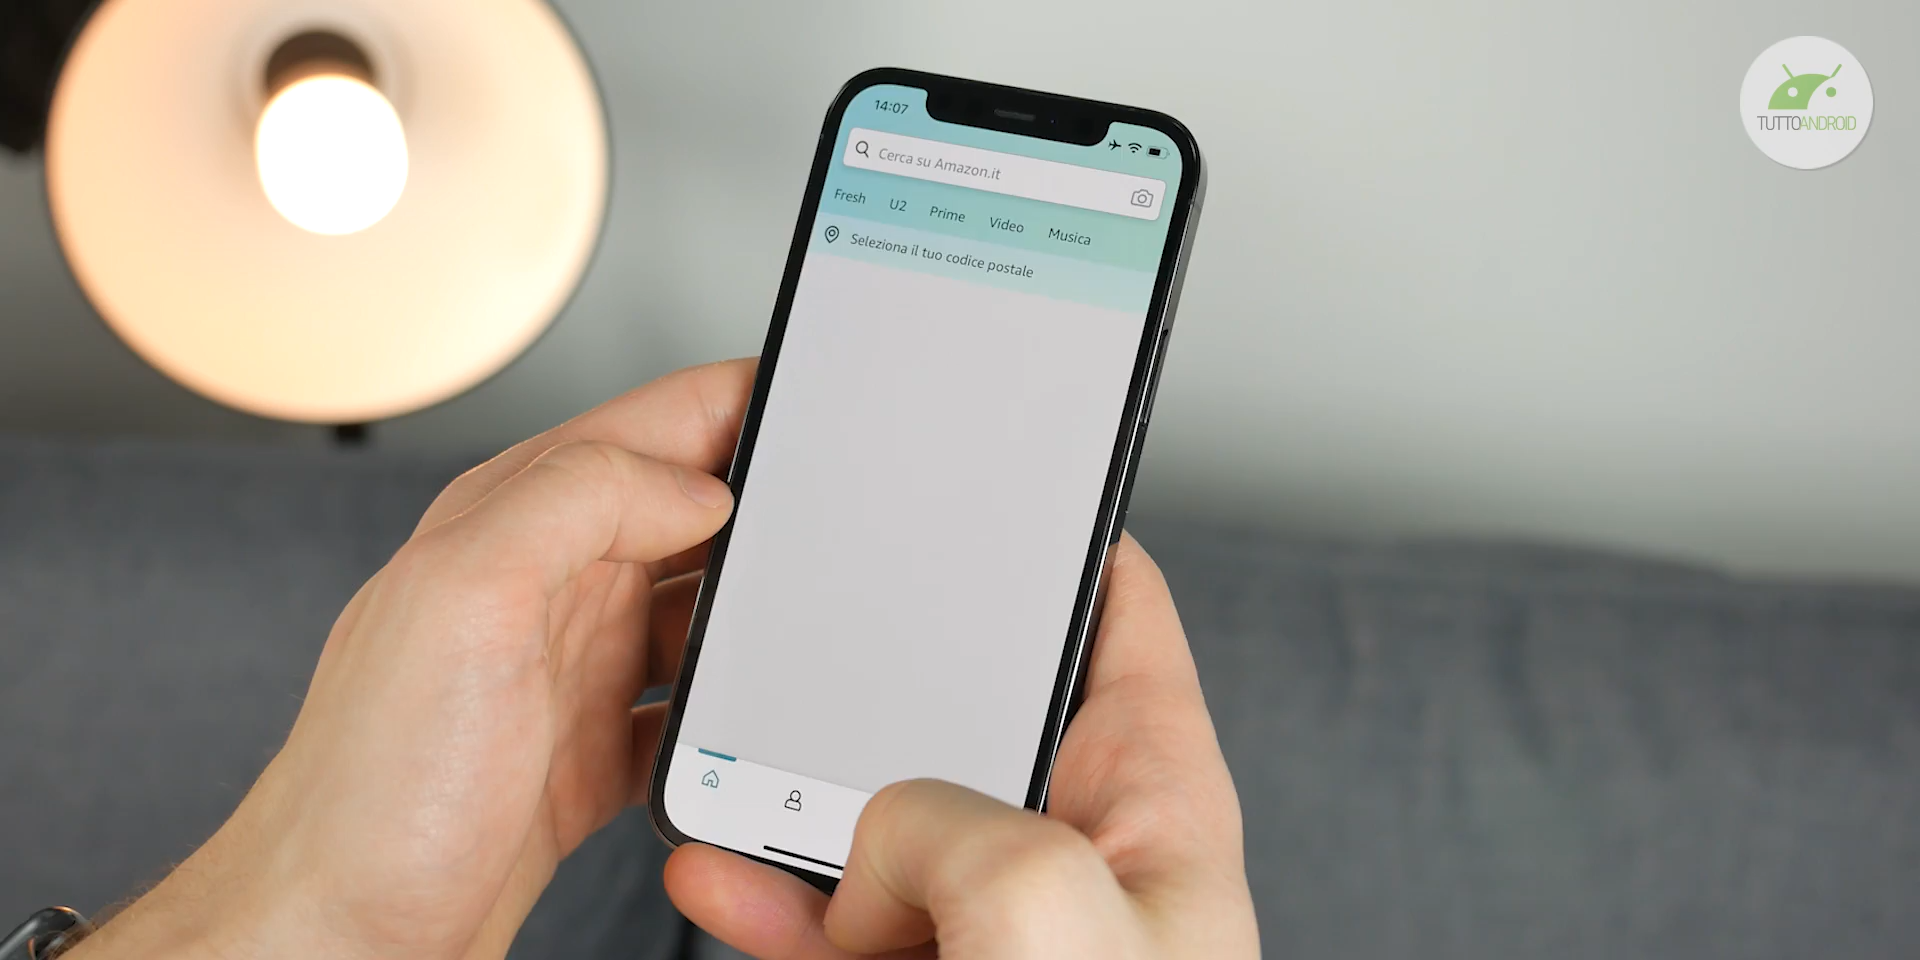 14:07
Cerca su Amazon.it
Fresh U2 Prime Video Musica
Seleziona il tuo codice postale
TUTTOANDROID